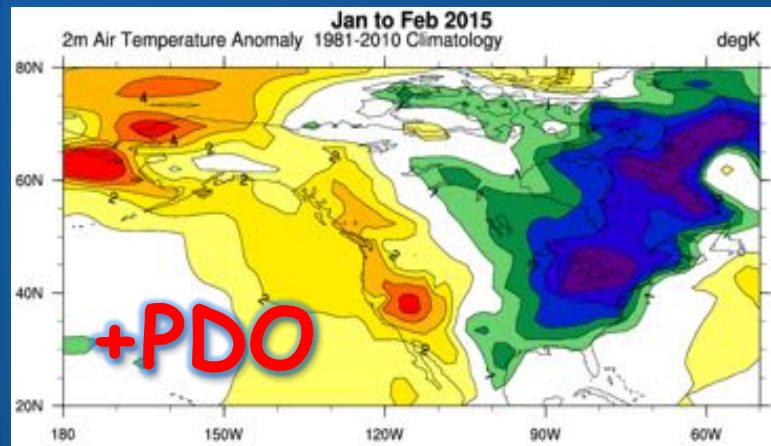 Jan to Feb 2015
2m Air Temperature Anomaly 1981-2010 Climatology degK
80N
60N
40N
20N
+PDO
180 150W 120W 90W 60W